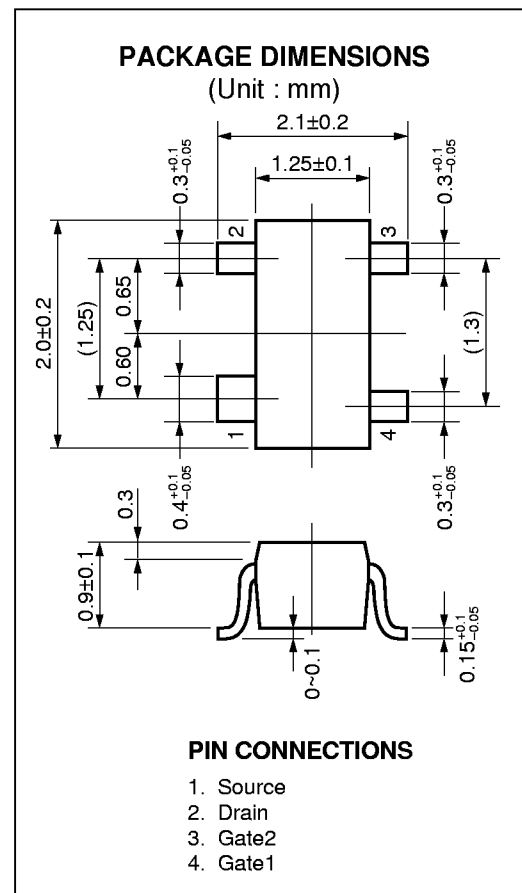 PACKAGE DIMENSIONS
(Unit : mm)
2.1±0.2
1.25±0.1
0.3+0.1−0.05
0.3+0.1−0.05
2
3
2.0±0.2
(1.25)
0.65
0.60
(1.3)
1
4
0.4+0.1−0.05
0.3+0.1−0.05
0.3
0.9±0.1
0~0.1
0.15+0.1−0.05
PIN CONNECTIONS
1. Source
2. Drain
3. Gate2
4. Gate1